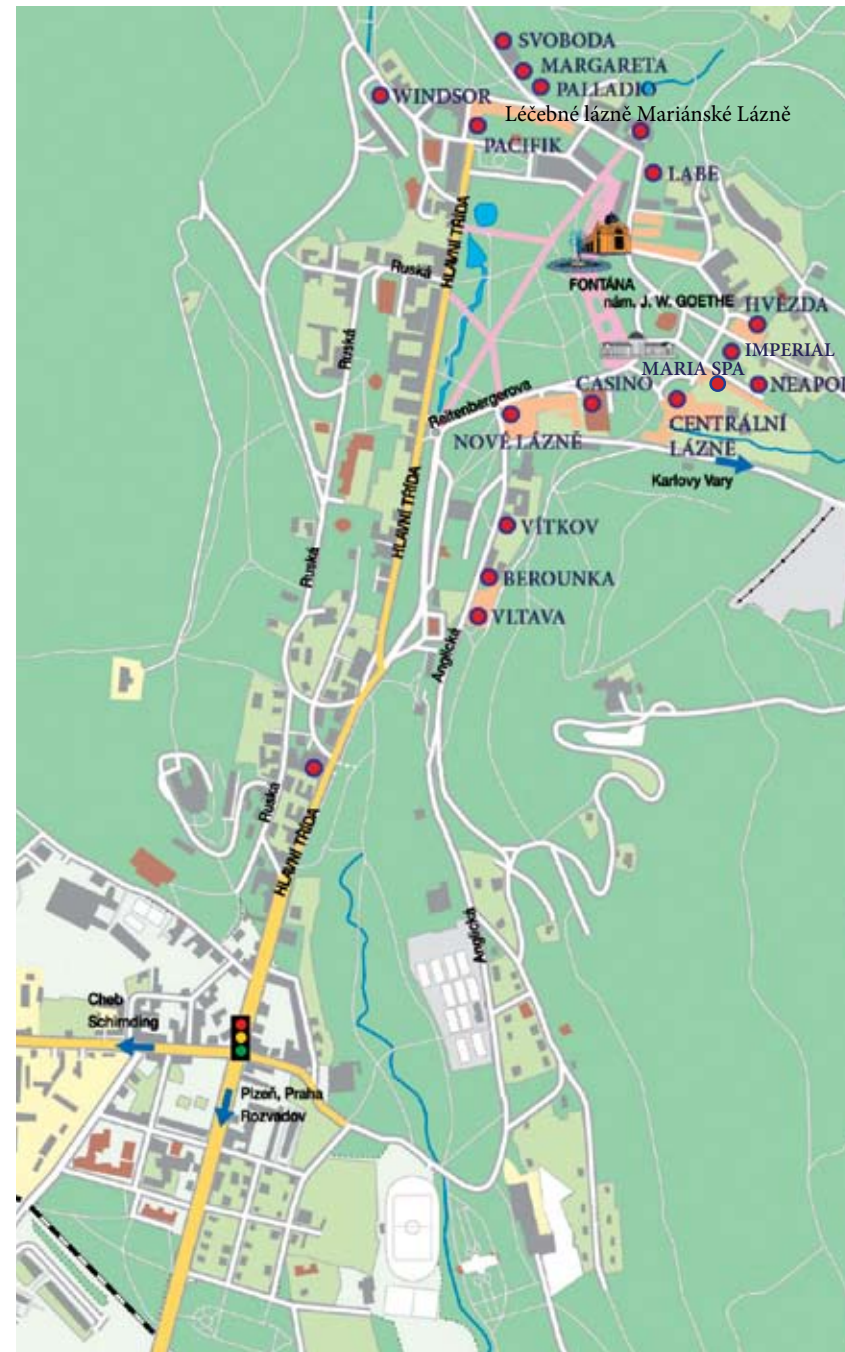 SVOBODA
MARGARETA
PALLADIO
WINDSOR
Léčebné lázně Mariánské Lázně
PACIFIK
LABE
HLAVNÍ TŘÍDA
Ruská
FONTÁNA
nám. J. W. GOETHE
HVĚZDA
Ruská
IMPERIAL
MARIA SPA
CASINO
NEAPOL
Reitenbergerova
NOVÉ LÁZNĚ
CENTRÁLNÍ
LÁZNĚ
Karlovy Vary
HLAVNÍ TŘÍDA
VÍTKOV
Ruská
BEROUNKA
VLTAVA
Anglická
Ruská
HLAVNÍ TŘÍDA
Anglická
Cheb
Schirnding
Plzeň, Praha
Rozvadov